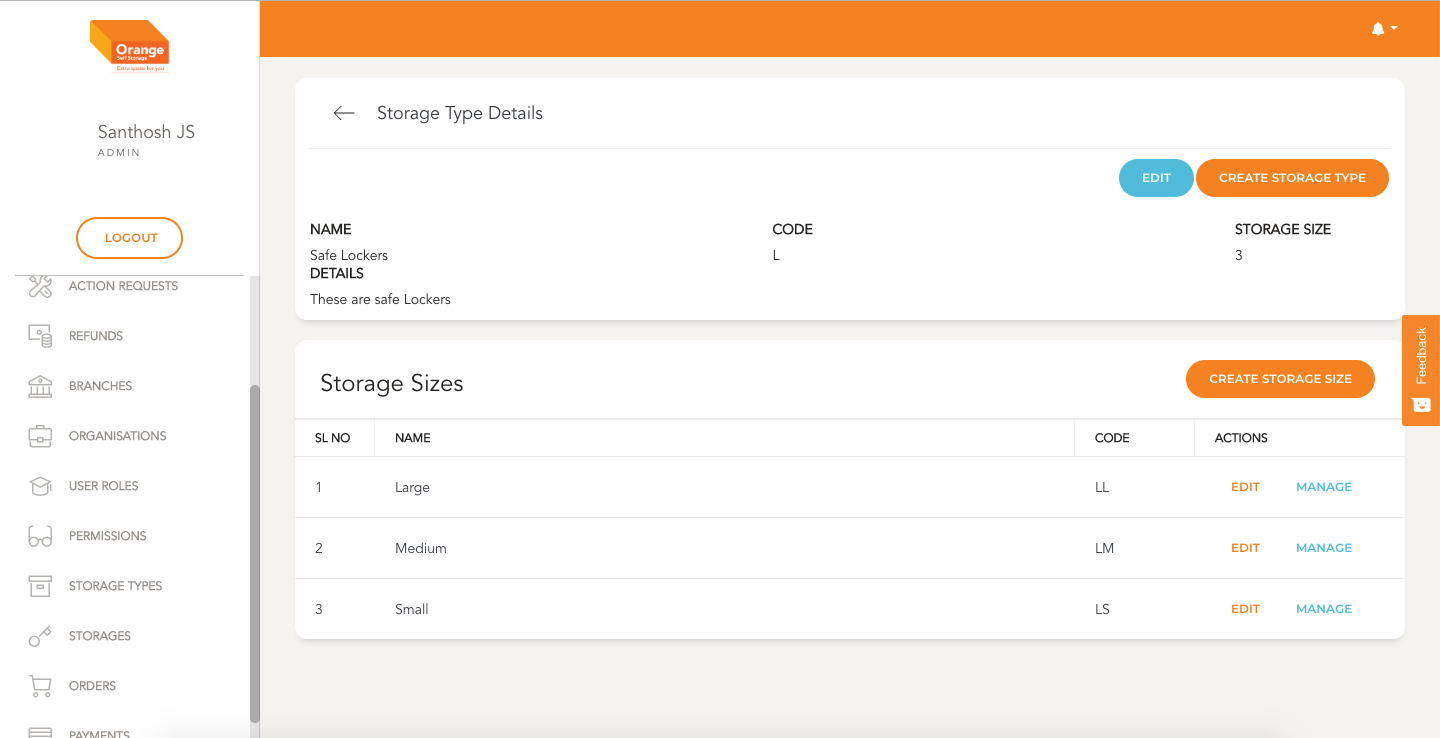 Orange
Self Storage
Extra space for you
Santhosh JS
ADMIN
LOGOUT
ACTION REQUESTS
REFUNDS
BRANCHES
ORGANISATIONS
USER ROLES
PERMISSIONS
STORAGE TYPES
STORAGES
ORDERS
PAYMENTS
Storage Type Details
EDIT CREATE STORAGE TYPE
NAME CODE STORAGE SIZE
Safe Lockers L 3
DETAILS
These are safe Lockers
Storage Sizes CREATE STORAGE SIZE
SL NO NAME CODE ACTIONS
1 Large LL EDIT MANAGE
2 Medium LM EDIT MANAGE
3 Small LS EDIT MANAGE
Feedback